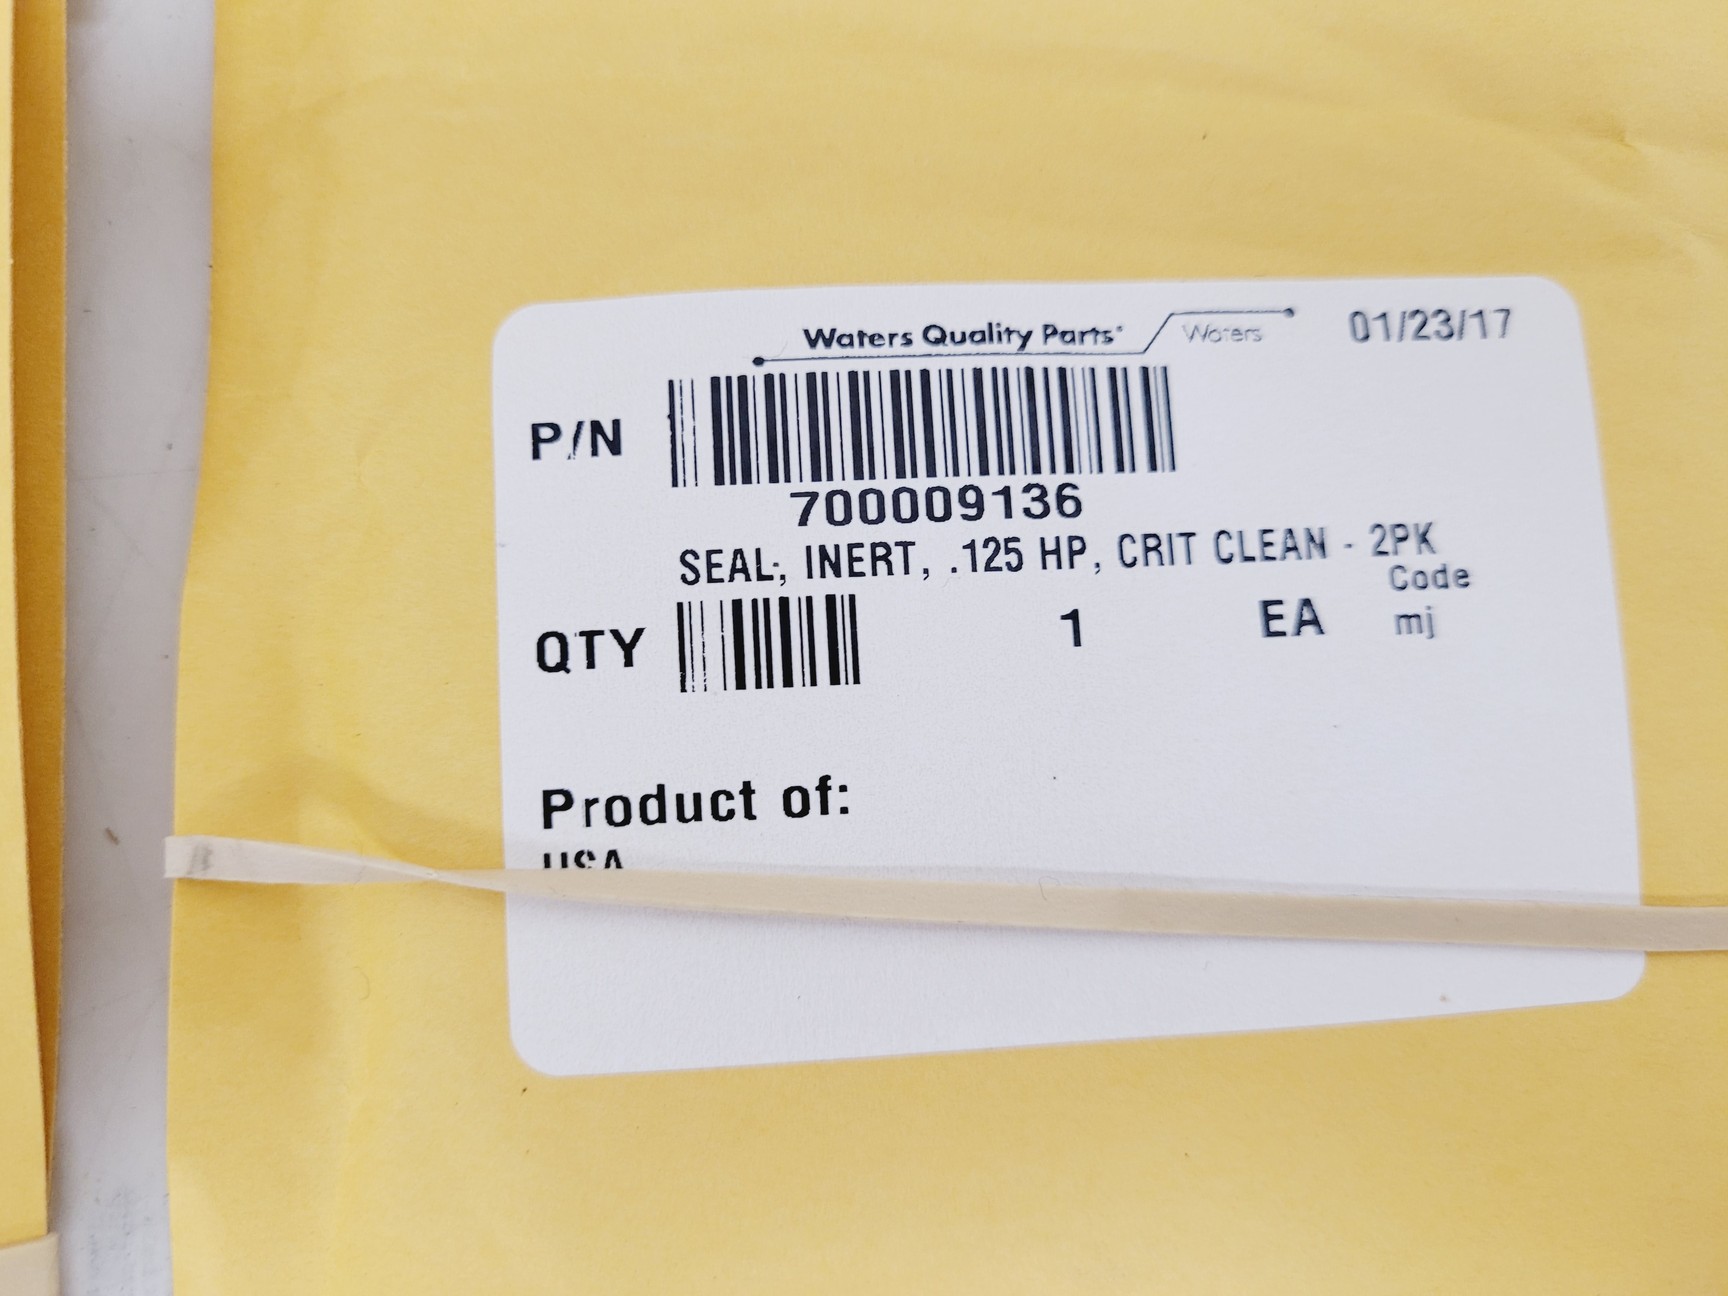 Waters Quality Parts Waters 01/23/17
P/N
700009136
SEAL, INERT, .125 HP, CRIT CLEAN - 2PK
Code
QTY 1 EA mj
Product of:
USA